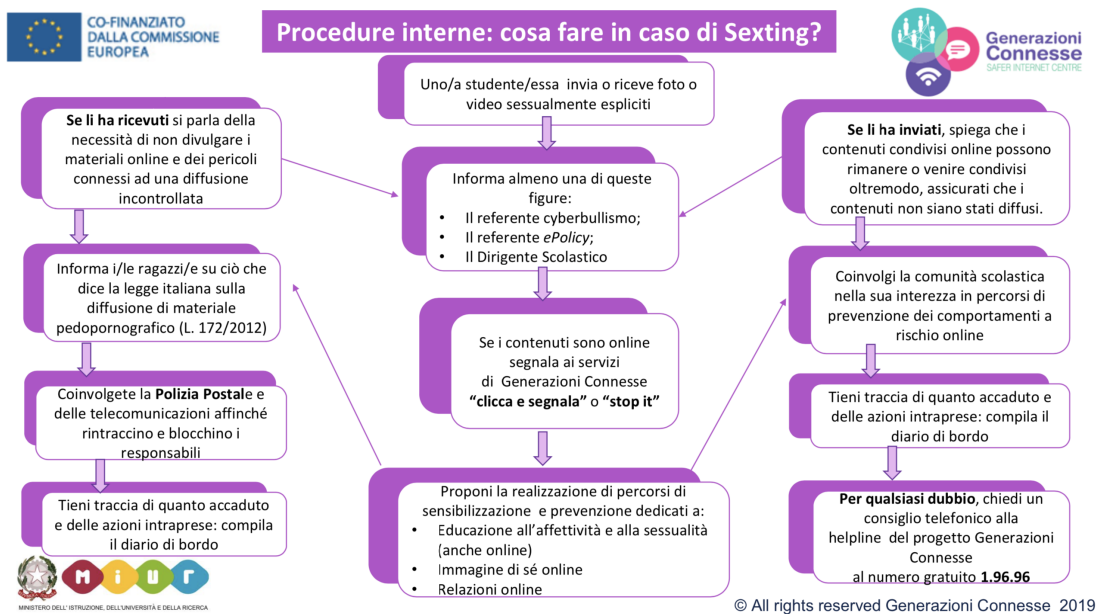 CO-FINANZIATO
DALLA COMMISSIONE
EUROPEA
Procedure interne: cosa fare in caso di Sexting?
Generazioni
Connesse
SAFER INTERNET CENTRE
Uno/a studente/essa invia o riceve foto o
video sessualmente espliciti
Se li ha ricevuti si parla della
necessità di non divulgare i
materiali online e dei pericoli
connessi ad una diffusione
incontrollata
Informa i/le ragazzi/e su ciò che
dice la legge italiana sulla
diffusione di materiale
pedopornografico (L. 172/2012)
Coinvolgete la Polizia Postale e
delle telecomunicazioni affinché
rintraccino e blocchino i
responsabili
Tieni traccia di quanto accaduto
e delle azioni intraprese: compila
il diario di bordo
Informa almeno una di queste
figure:
• Il referente cyberbullismo;
• Il referente ePolicy;
• Il Dirigente Scolastico
Se i contenuti sono online
segnala ai servizi
di Generazioni Connesse
“clicca e segnala” o “stop it”
Proponi la realizzazione di percorsi di
sensibilizzazione e prevenzione dedicati a:
• Educazione all’affettività e alla sessualità
(anche online)
• Immagine di sé online
• Relazioni online
Se li ha inviati, spiega che i
contenuti condivisi online possono
rimanere o venire condivisi
oltremodo, assicurati che i
contenuti non siano stati diffusi.
Coinvolgi la comunità scolastica
nella sua interezza in percorsi di
prevenzione dei comportamenti a
rischio online
Tieni traccia di quanto accaduto e
delle azioni intraprese: compila il
diario di bordo
Per qualsiasi dubbio, chiedi un
consiglio telefonico alla
helpline del progetto Generazioni
Connesse
al numero gratuito 1.96.96
miur
MINISTERO DELL' ISTRUZIONE, DELL'UNIVERSITÀ E DELLA RICERCA
© All rights reserved Generazioni Connesse 2019